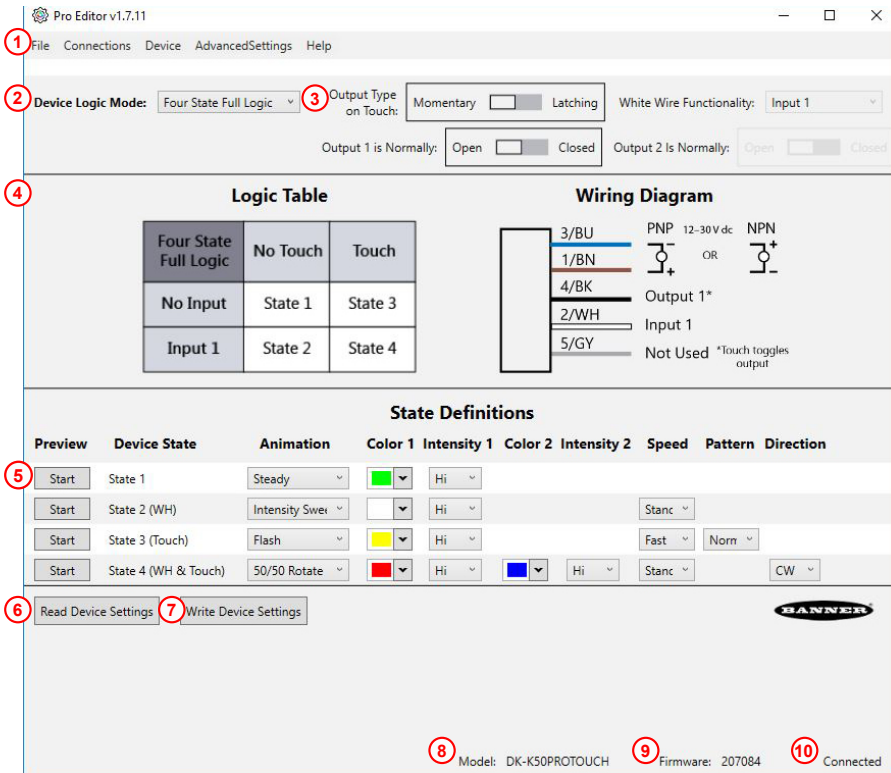 Pro Editor v1.7.11
1 File Connections Device AdvancedSettings Help
2 Device Logic Mode: Four State Full Logic 3 Output Type on Touch: Momentary Latching White Wire Functionality: Input 1
Output 1 is Normally: Open Closed Output 2 Is Normally: Open Closed
4 Logic Table Wiring Diagram
Four State Full Logic No Touch Touch
No Input State 1 State 3
Input 1 State 2 State 4
3/BU PNP 12–30 V dc NPN
1/BN - + OR + -
4/BK Output 1*
2/WH Input 1
5/GY Not Used *Touch toggles output
State Definitions
Preview Device State Animation Color 1 Intensity 1 Color 2 Intensity 2 Speed Pattern Direction
5 Start State 1 Steady Hi
Start State 2 (WH) Intensity Swee Hi Stanc
Start State 3 (Touch) Flash Hi Fast Norn
Start State 4 (WH & Touch) 50/50 Rotate Hi Hi Stanc CW
6 Read Device Settings 7 Write Device Settings BANNER
8 Model: DK-K50PROTOUCH 9 Firmware: 207084 10 Connected